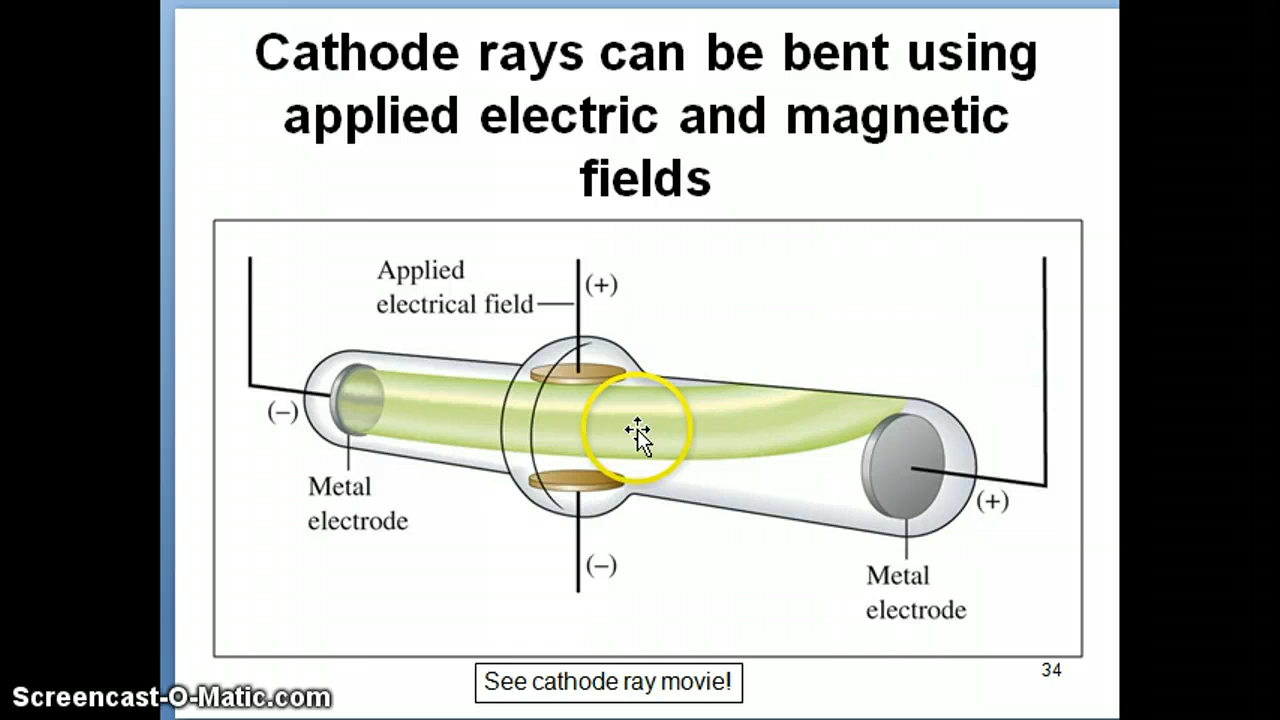 Cathode rays can be bent using
applied electric and magnetic
fields
Applied
electrical field
(+)
(–)
Metal
electrode
(–)
(+)
Metal
electrode
See cathode ray movie!
34
Screencast-O-Matic.com